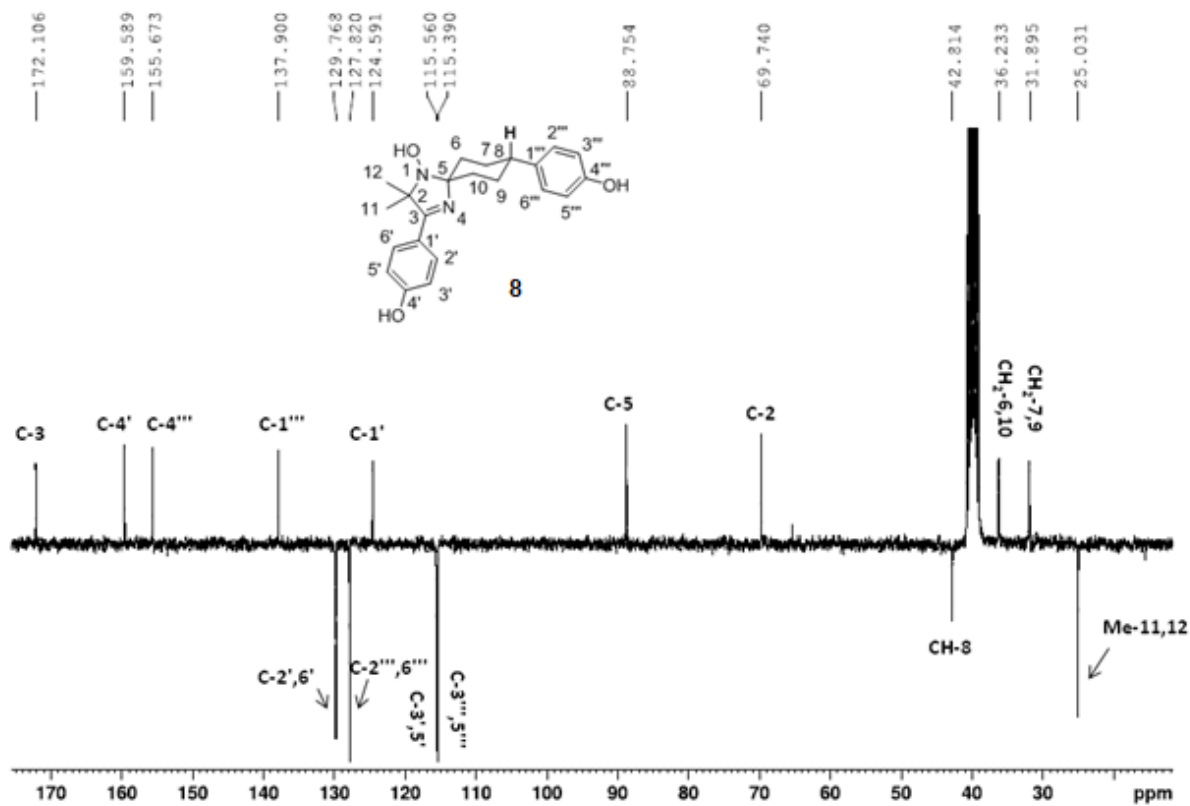 172.106
159.589
155.673
137.900
129.768
127.820
124.591
115.560
115.390
88.754
69.740
42.814
36.233
31.895
25.031
H
HO
6
7
8
1'''
2'''
3'''
4'''
OH
12
N
1
5
11
2
10
9
6'''
5'''
3
N
4
6'
1'
5'
2'
4'
3'
HO
8
C-3
C-4'
C-4'''
C-1'''
C-1'
C-5
C-2
CH2-6,10
CH2-7,9
C-2',6'
C-2''',6'''
C-3',5'
C-3''',5'''
CH-8
Me-11,12
170 160 150 140 130 120 110 100 90 80 70 60 50 40 30 ppm